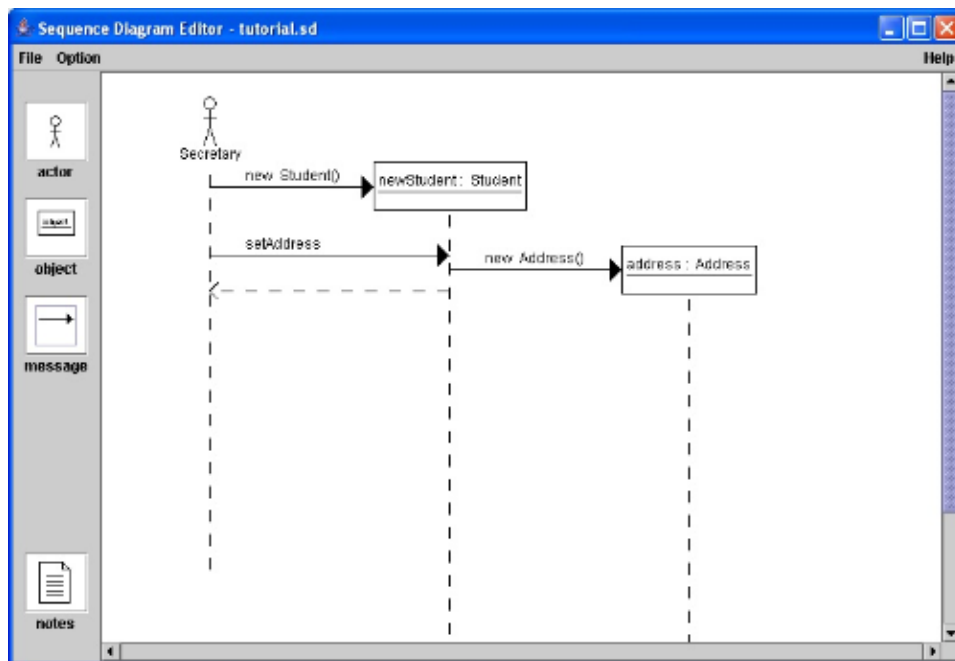 Sequence Diagram Editor - tutorial.sd
File Option Help
actor
object
object
message
notes
Secretary
new Student()
newStudent : Student
setAddress
new Address()
address : Address